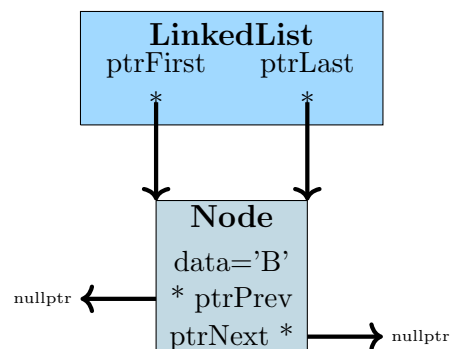 LinkedList
ptrFirst ptrLast
* *
Node
data='B'
nullptr * ptrPrev
ptrNext * nullptr